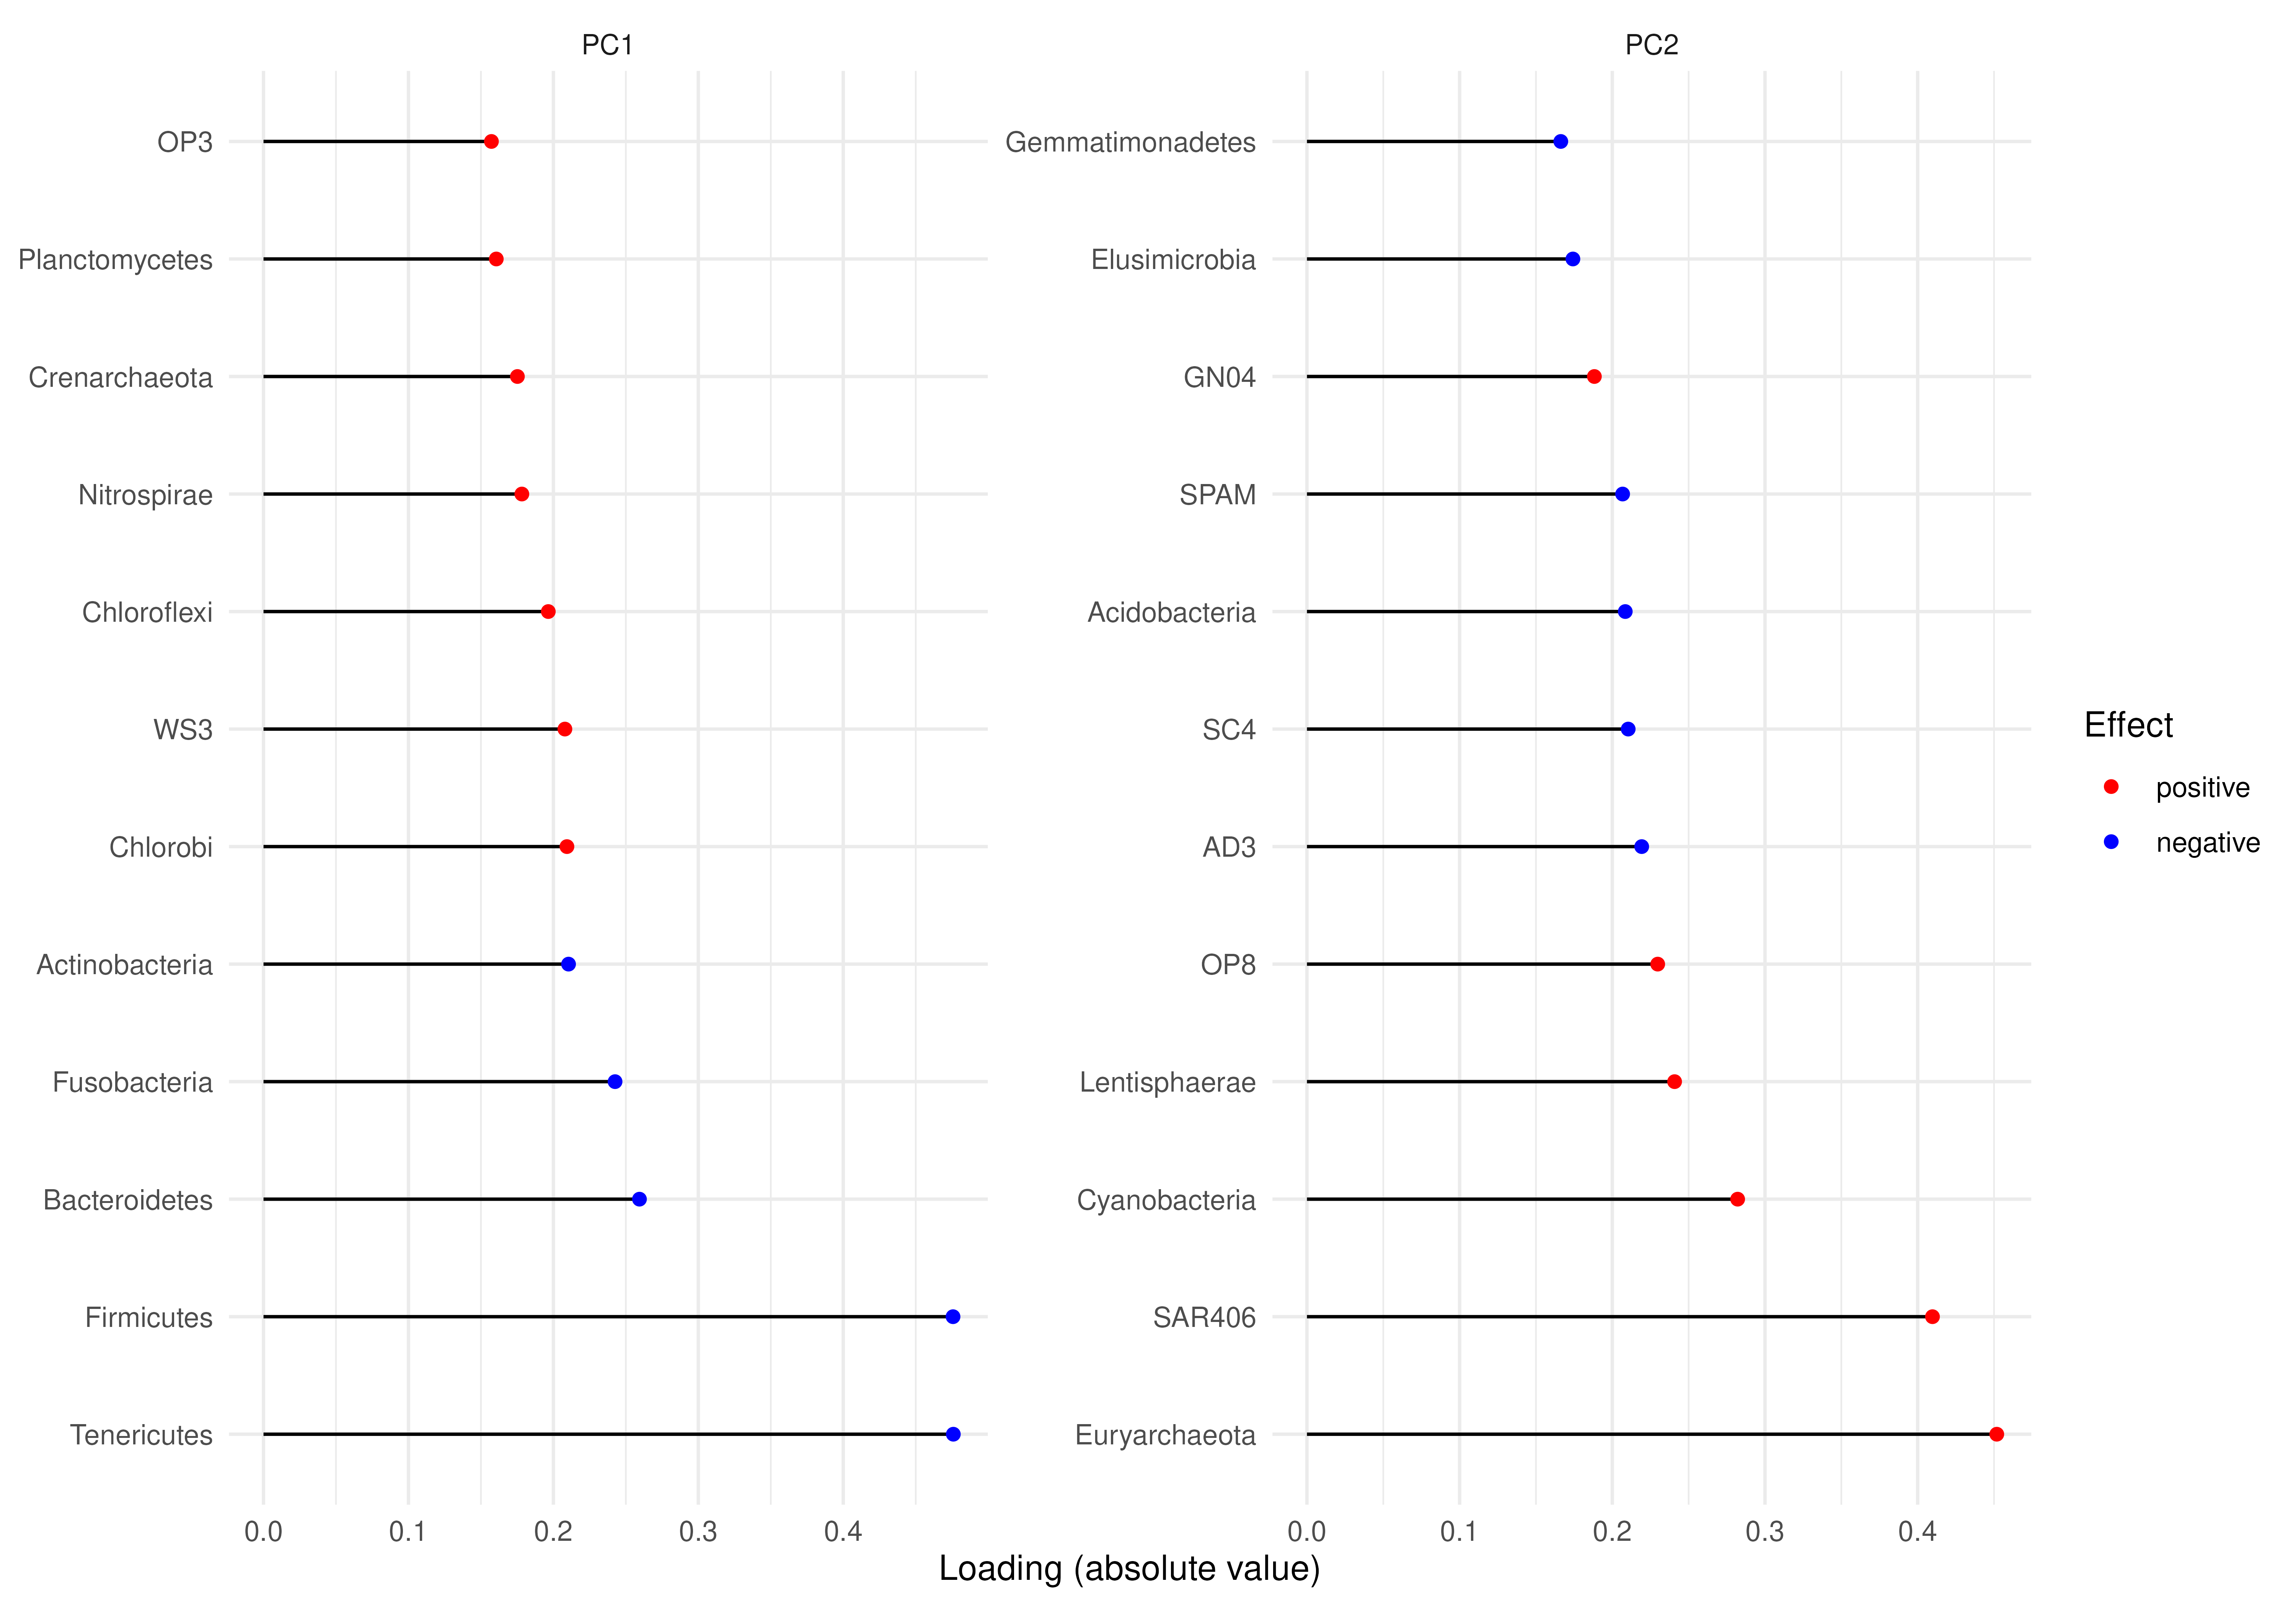 PC1
OP3
Planctomycetes
Crenarchaeota
Nitrospirae
Chloroflexi
WS3
Chlorobi
Actinobacteria
Fusobacteria
Bacteroidetes
Firmicutes
Tenericutes
0.0 0.1 0.2 0.3 0.4
PC2
Gemmatimonadetes
Elusimicrobia
GN04
SPAM
Acidobacteria
SC4
AD3
OP8
Lentisphaerae
Cyanobacteria
SAR406
Euryarchaeota
0.0 0.1 0.2 0.3 0.4
Loading (absolute value)
Effect
positive
negative